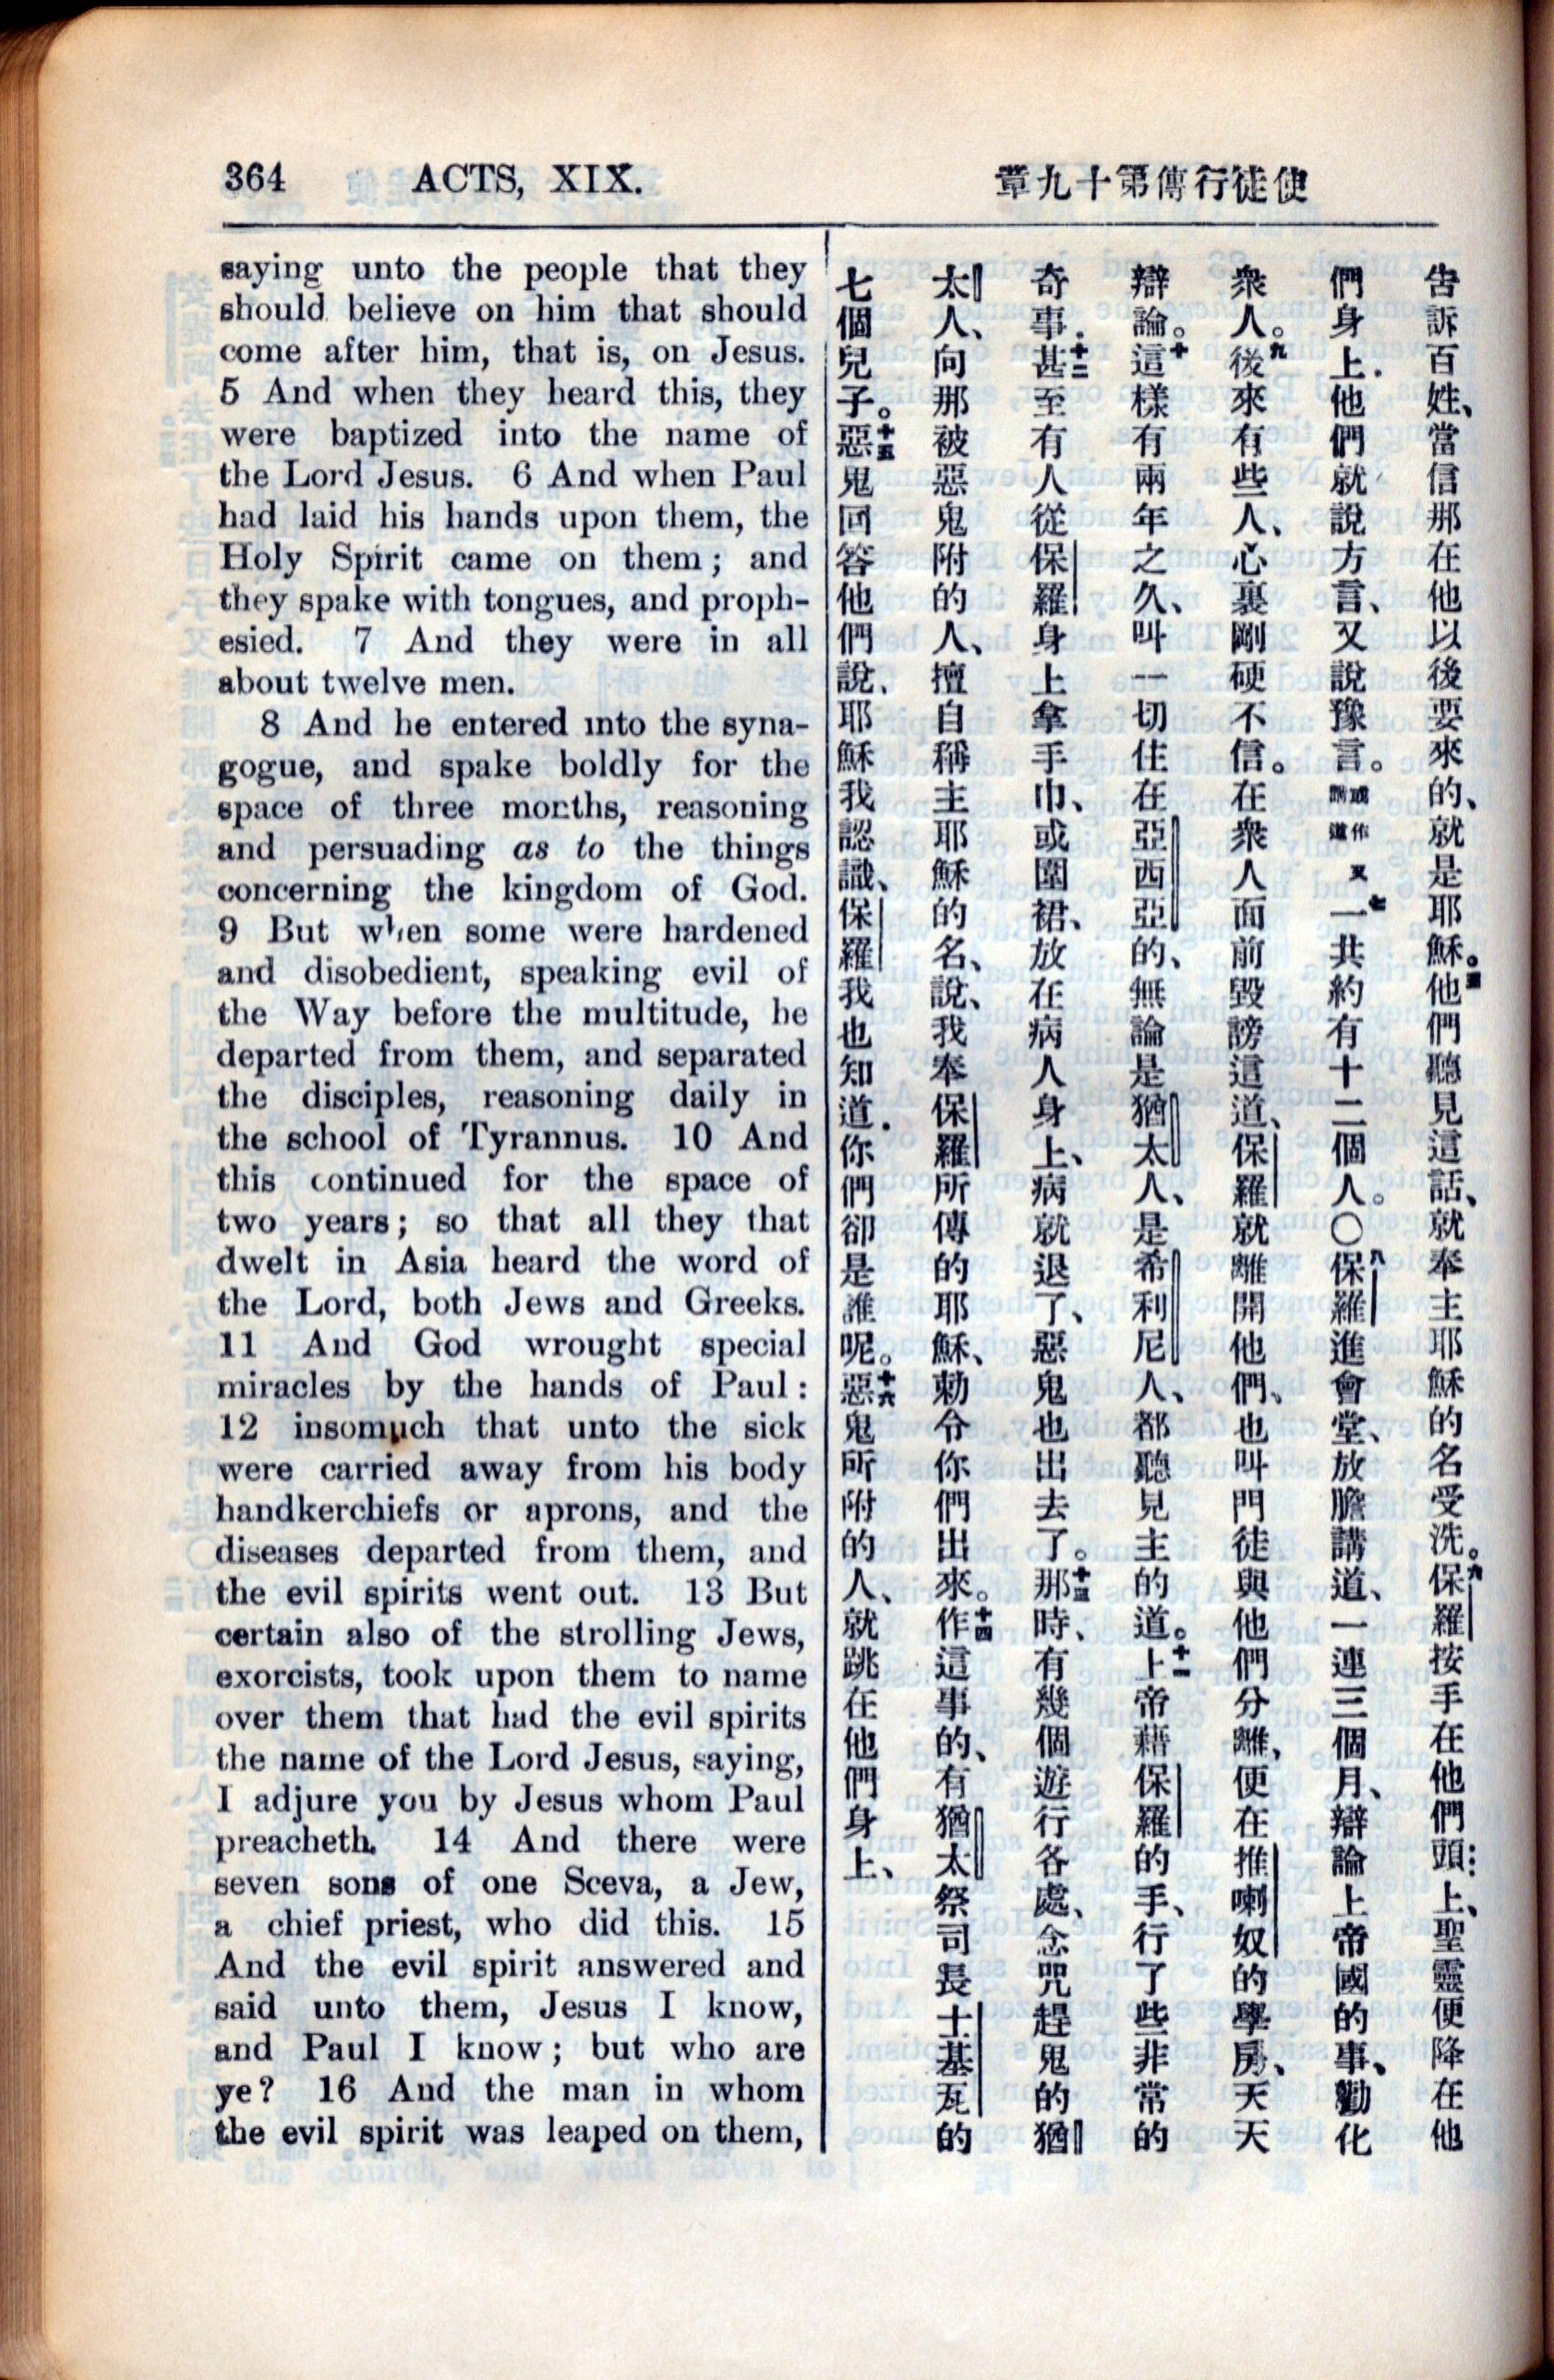 364
ACTS, XIX.
章九十第傳行徒使
saying unto the people that they
should believe on him that should
come after him, that is, on Jesus.
5 And when they heard this, they
were baptized into the name of
the Lord Jesus. 6 And when Paul
had laid his hands upon them, the
Holy Spirit came on them; and
they spake with tongues, and proph-
esied. 7 And they were in all
about twelve men.
8 And he entered into the syna-
gogue, and spake boldly for the
space of three months, reasoning
and persuading as to the things
concerning the kingdom of God.
9 But when some were hardened
and disobedient, speaking evil of
the Way before the multitude, he
departed from them, and separated
the disciples, reasoning daily in
the school of Tyrannus. 10 And
this continued for the space of
two years; so that all they that
dwelt in Asia heard the word of
the Lord, both Jews and Greeks.
11 And God wrought special
miracles by the hands of Paul:
12 insomuch that unto the sick
were carried away from his body
handkerchiefs or aprons, and the
diseases departed from them, and
the evil spirits went out. 13 But
certain also of the strolling Jews,
exorcists, took upon them to name
over them that had the evil spirits
the name of the Lord Jesus, saying,
I adjure you by Jesus whom Paul
preacheth. 14 And there were
seven sons of one Sceva, a Jew,
a chief priest, who did this. 15
And the evil spirit answered and
said unto them, Jesus I know,
and Paul I know; but who are
ye? 16 And the man in whom
the evil spirit was leaped on them,
告訴百姓、當信那在他以後要來的、就是耶穌。五他們聽見這話、就奉主耶穌的名受洗。六保羅按手在他們頭上、聖靈便降在他
們身上．他們就說方言、又說豫言。或作又講道七一共約有十二個人。〇八保羅進會堂、放膽講道、一連三個月、辯論上帝國的事、勸化
衆人。九後來有些人、心裏剛硬不信。在衆人面前毀謗這道、保羅就離開他們、也叫門徒與他們分離、便在推喇奴的學房、天天
辯論。十這樣有兩年之久、叫一切住在亞西亞的、無論是猶太人、是希利尼人、都聽見主的道。十一上帝藉保羅的手、行了些非常的
奇事．十二甚至有人從保羅身上拿手巾、或圍裙、放在病人身上、病就退了、惡鬼也出去了。十三那時、有幾個遊行各處、念咒趕鬼的猶
太人、向那被惡鬼附的人、擅自稱主耶穌的名、說、我奉保羅所傳的耶穌、勅令你們出來。十四作這事的、有猶太祭司長士基瓦的
七個兒子。十五惡鬼回答他們說、耶穌我認識、保羅我也知道．你們卻是誰呢。十六惡鬼所附的人、就跳在他們身上、